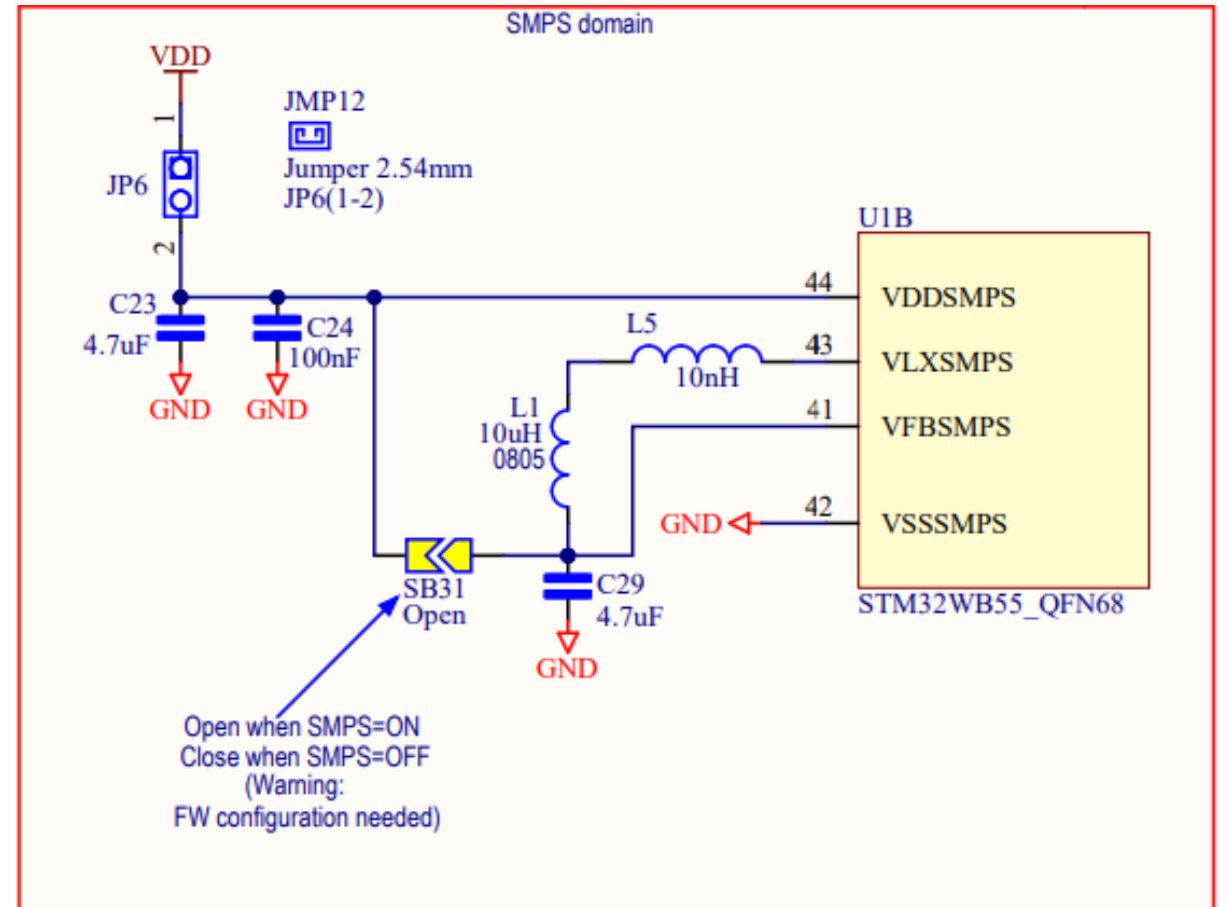 SMPS domain
VDD
1
JP6
2
JMP12
Jumper 2.54mm
JP6(1-2)
C23
4.7uF
GND
C24
100nF
GND
L5
10nH
L1
10uH
0805
SB31
Open
C29
4.7uF
GND
GND
U1B
44
VDDSMPS
43
VLXSMPS
41
VFBSMPS
42
VSSSMPS
STM32WB55_QFN68
Open when SMPS=ON
Close when SMPS=OFF
(Warning:
FW configuration needed)